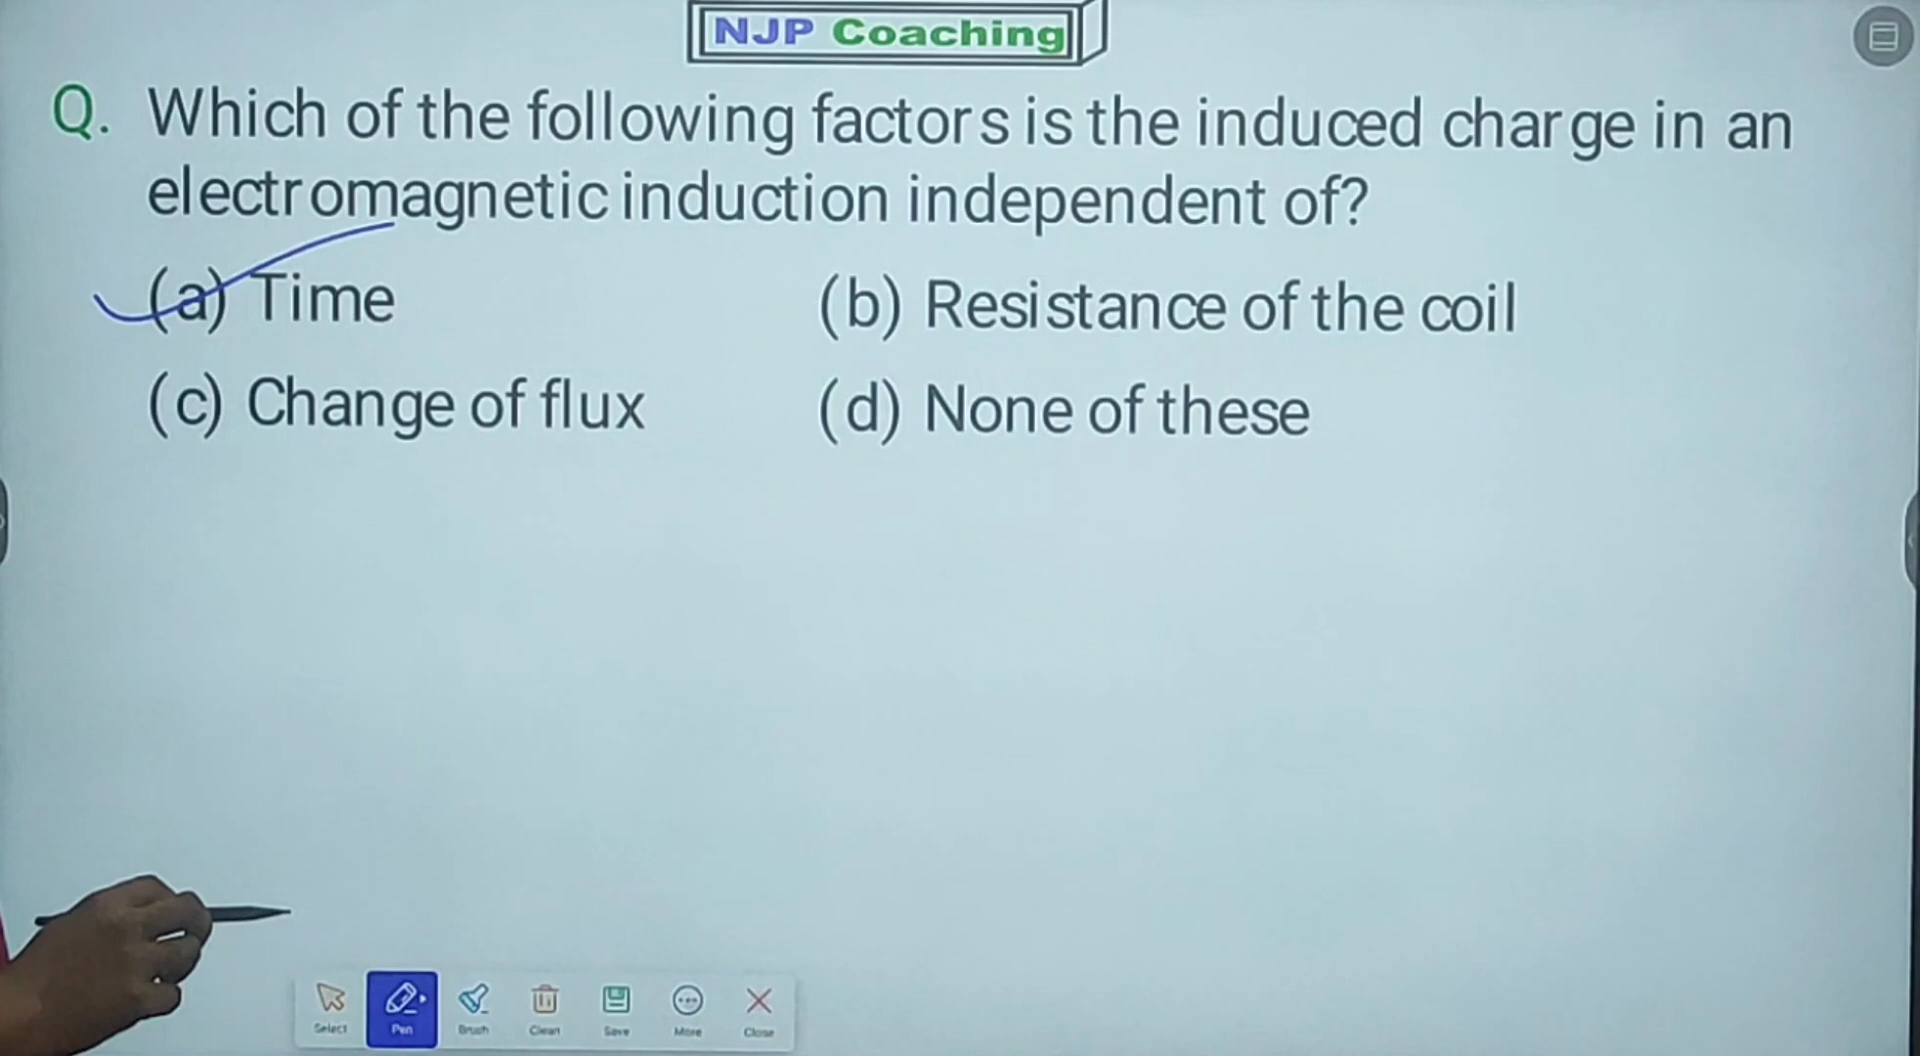 NJP Coaching
Q. Which of the following factors is the induced charge in an
electromagnetic induction independent of?
(a) Time
(b) Resistance of the coil
(c) Change of flux
(d) None of these
Select Pen Brush Clean Save More Close